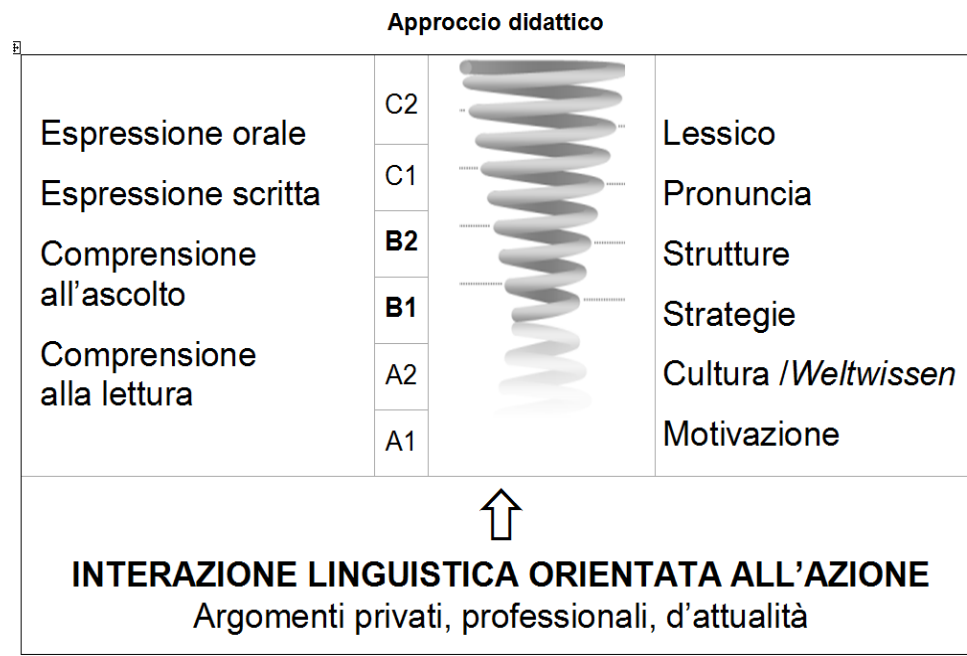 Approccio didattico
Espressione orale
Espressione scritta
Comprensione
all'ascolto
Comprensione
alla lettura
C2
C1
B2
B1
A2
A1
Lessico
Pronuncia
Strutture
Strategie
Cultura /Weltwissen
Motivazione
INTERAZIONE LINGUISTICA ORIENTATA ALL'AZIONE
Argomenti privati, professionali, d'attualità